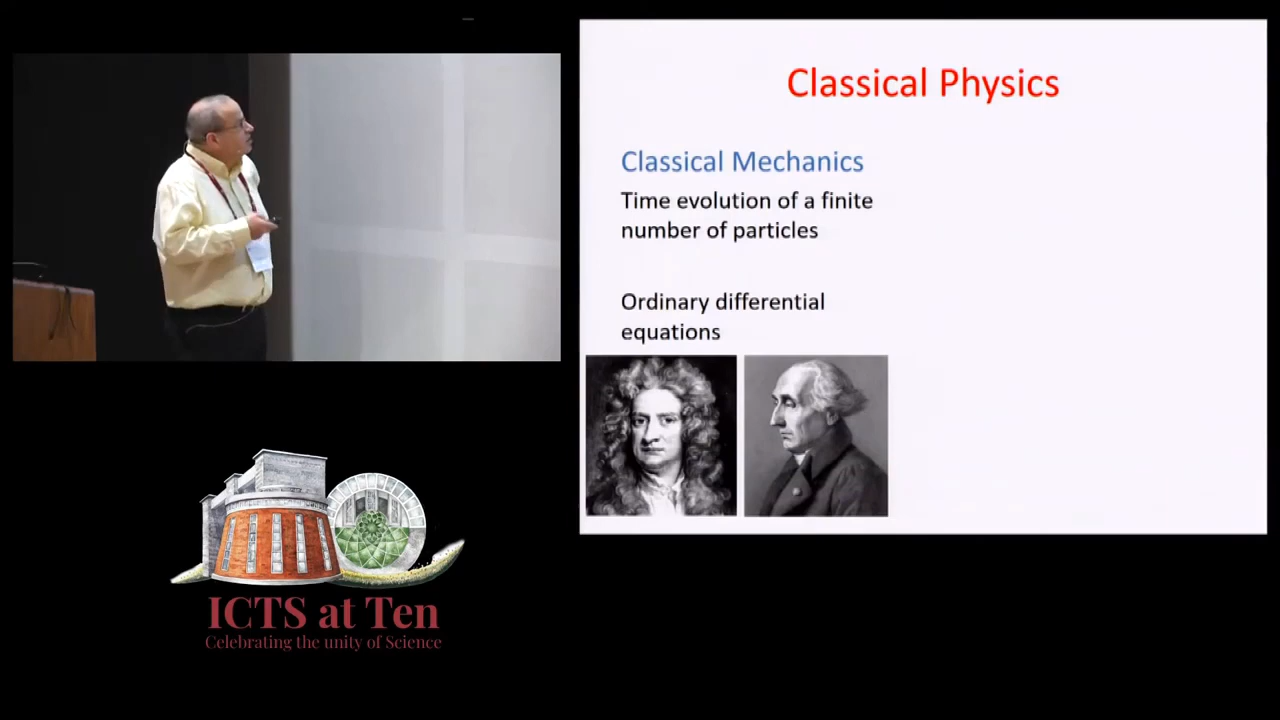 Classical Physics
Classical Mechanics
Time evolution of a finite
number of particles
Ordinary differential
equations
ICTS at Ten
Celebrating the unity of Science